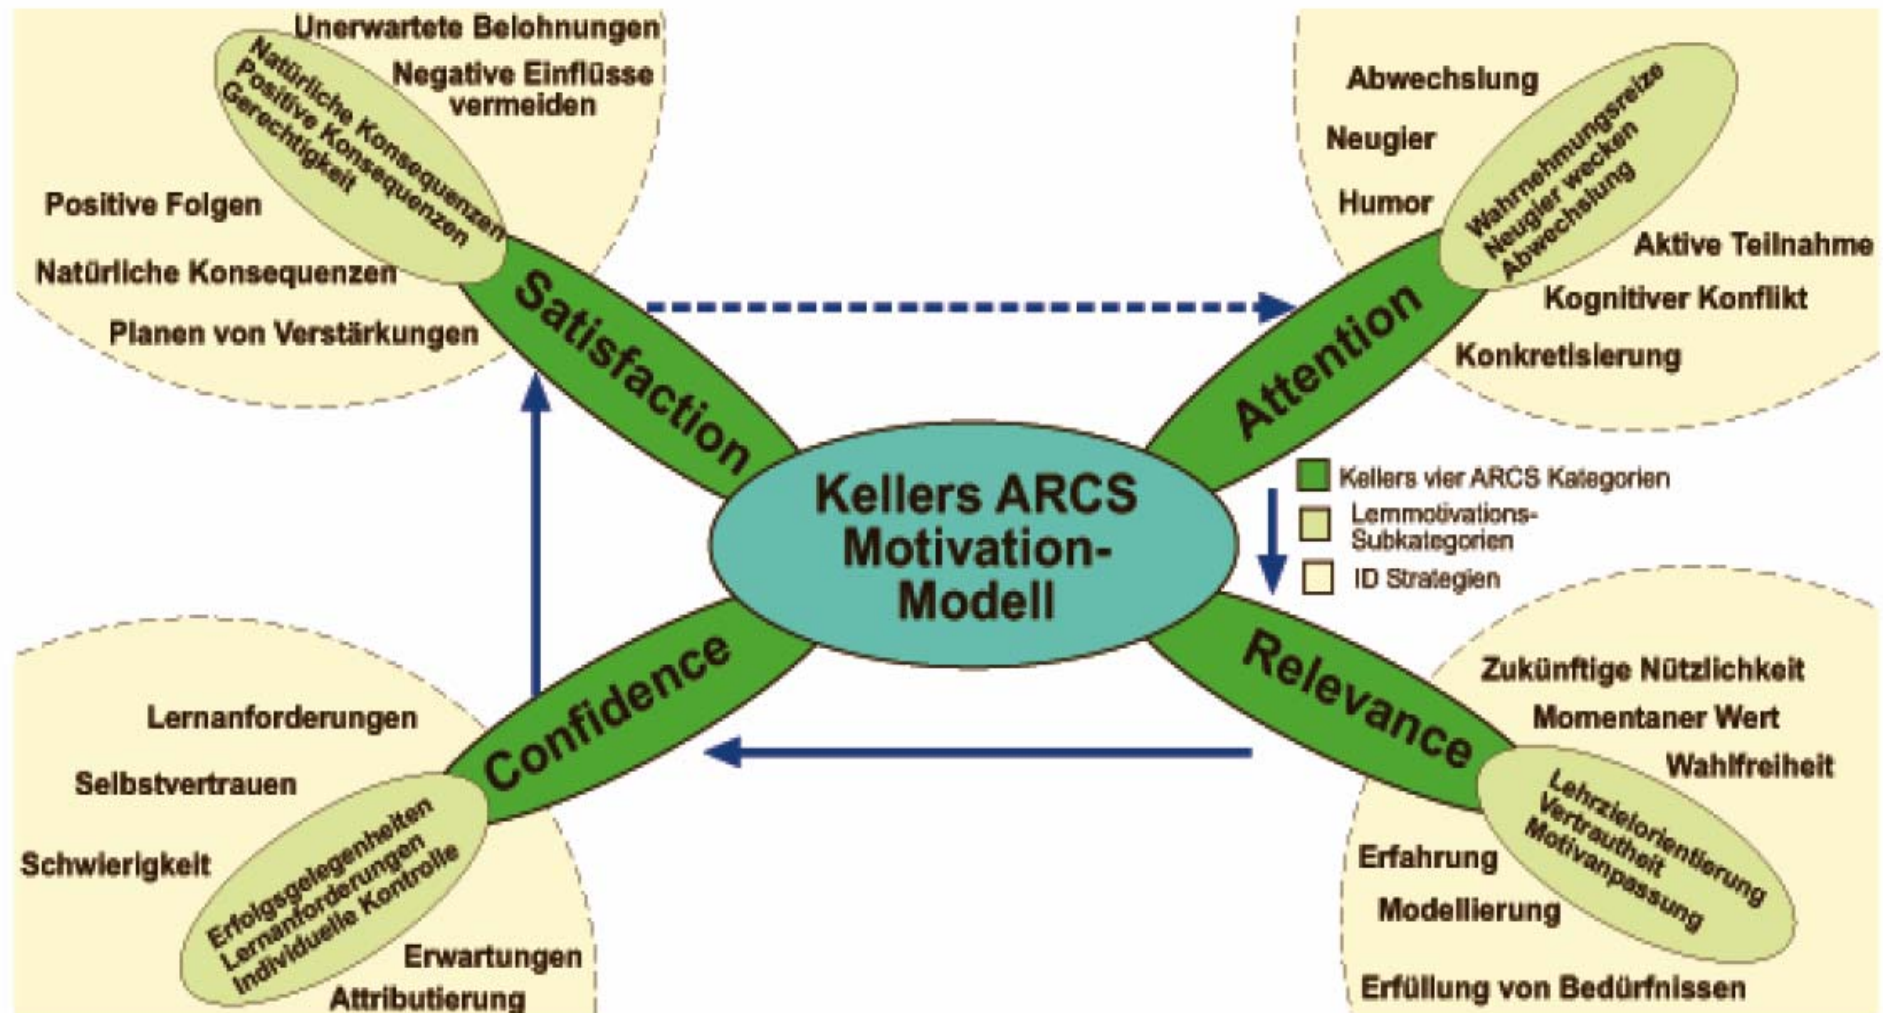 Unerwartete Belohnungen
Negative Einflüsse
vermeiden
Natürliche Konsequenzen
Positive Konsequenzen
Gerechtigkeit
Positive Folgen
Natürliche Konsequenzen
Planen von Verstärkungen
Satisfaction
Abwechslung
Neugier
Humor
Wahrnehmungsreize
Neugier wecken
Abwechslung
Aktive Teilnahme
Kognitiver Konflikt
Konkretisierung
Attention
Kellers ARCS
Motivation-
Modell
Kellers vier ARCS Kategorien
Lernmotivations-
Subkategorien
ID Strategien
Confidence
Lernanforderungen
Selbstvertrauen
Schwierigkeit
Erfolgsgelegenheiten
Lernanforderungen
Individuelle Kontrolle
Erwartungen
Attributierung
Relevance
Zukünftige Nützlichkeit
Momentaner Wert
Wahlfreiheit
Lehrzielorientierung
Vertrautheit
Motivanpassung
Erfahrung
Modellierung
Erfüllung von Bedürfnissen